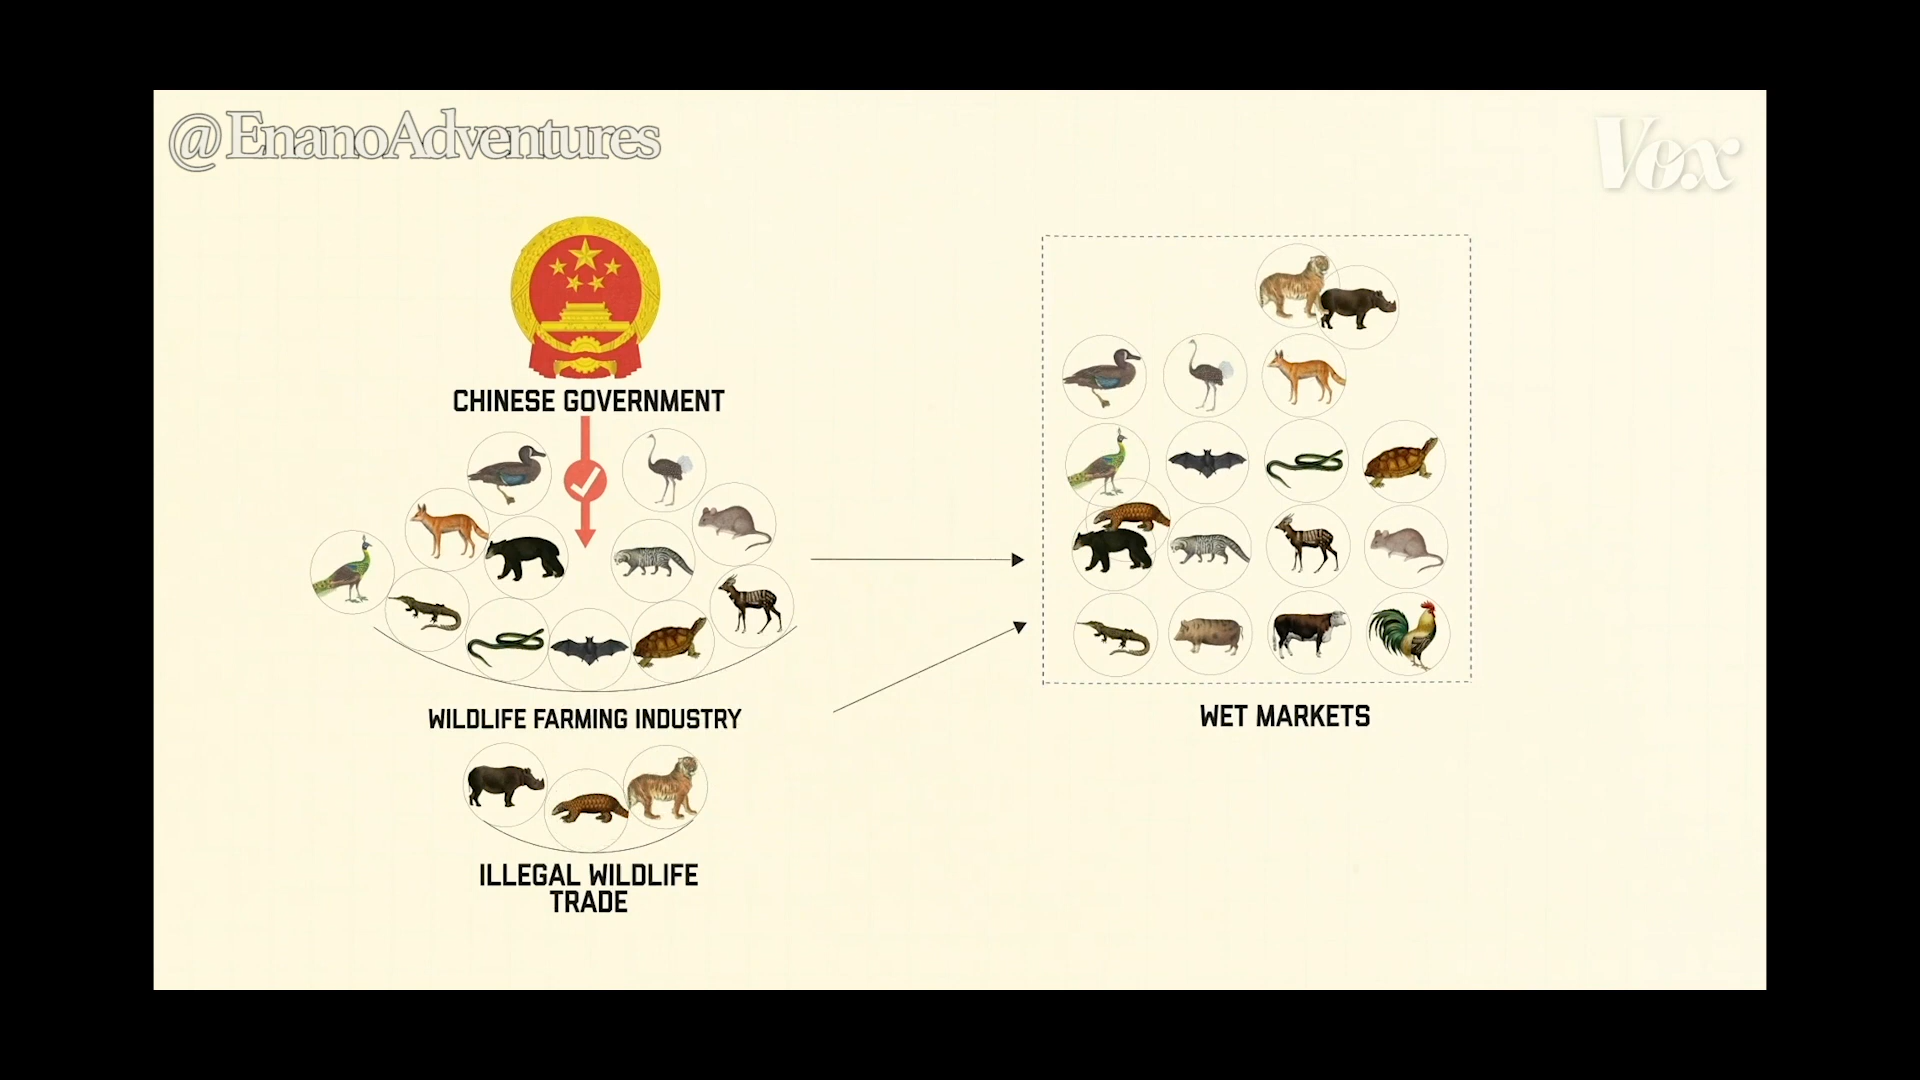 @EnanoAdventures
Vox
CHINESE GOVERNMENT
WILDLIFE FARMING INDUSTRY
WET MARKETS
ILLEGAL WILDLIFE
TRADE